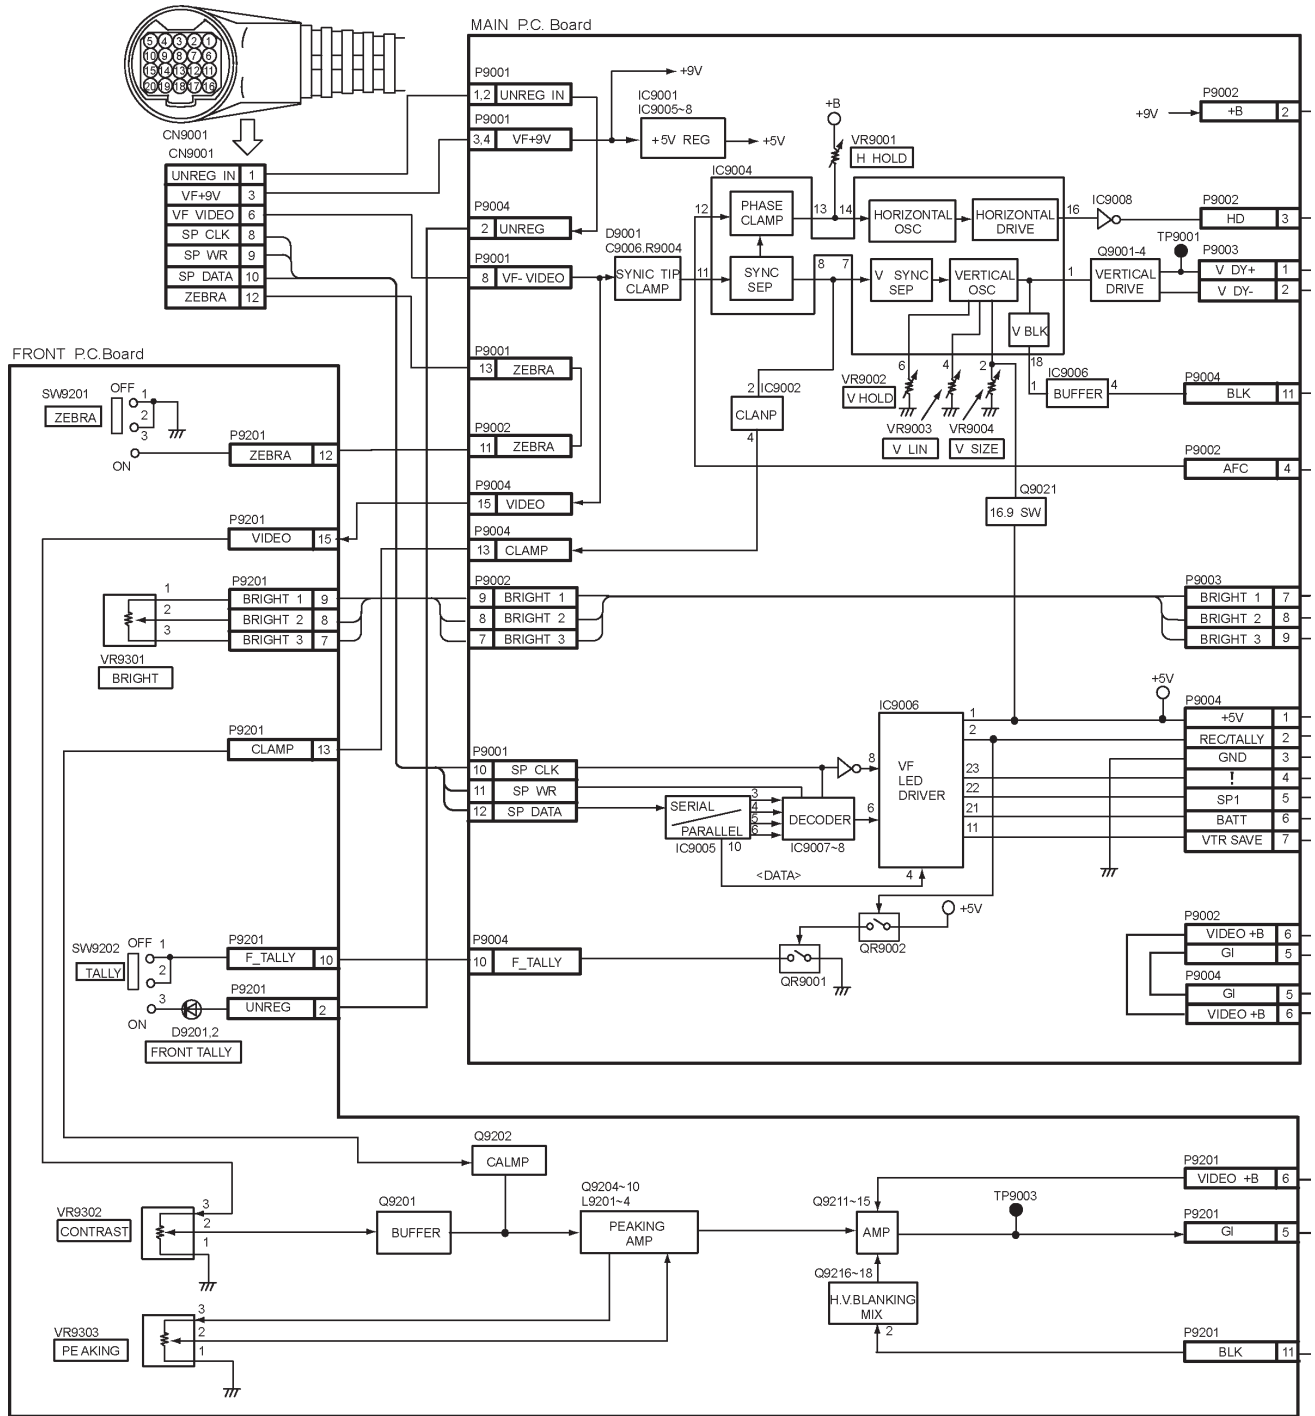 MAIN P.C. Board
5 4 3 2 1
10 9 8 7 6
15 14 13 12 11
20 19 18 17 16
CN9001
CN9001
UNREG IN 1
VF+9V 3
VF VIDEO 6
SP CLK 8
SP WR 9
SP DATA 10
ZEBRA 12
P9001
1,2 UNREG IN
P9001
3,4 VF+9V
P9004
2 UNREG
P9001
8 VF-VIDEO
P9001
13 ZEBRA
P9002
11 ZEBRA
P9004
15 VIDEO
P9004
13 CLAMP
P9002
9 BRIGHT 1
8 BRIGHT 2
7 BRIGHT 3
P9001
10 SP CLK
11 SP WR
12 SP DATA
P9004
10 F_TALLY
+9V
IC9001
IC9005~8
+5V REG
+5V
D9001
C9006.R9004
SYNIC TIP
CLAMP
11
12
IC9004
PHASE
CLAMP
SYNC
SEP
13
14
8
7
+B
VR9001
H HOLD
HORIZONTAL
OSC
HORIZONTAL
DRIVE
16
IC9008
V SYNC
SEP
VERTICAL
OSC
V BLK
1
18
Q9001-4
VERTICAL
DRIVE
TP9001
6
4
2
VR9002
V HOLD
VR9003
V LIN
VR9004
V SIZE
1
IC9006
BUFFER
4
2
IC9002
CLANP
4
Q9021
16.9 SW
+9V
P9002
+B 2
P9002
HD 3
P9003
V DY+ 1
V DY- 2
P9004
BLK 11
P9002
AFC 4
P9003
BRIGHT 1 7
BRIGHT 2 8
BRIGHT 3 9
+5V
P9004
+5V 1
REC/TALLY 2
GND 3
! 4
SP1 5
BATT 6
VTR SAVE 7
P9002
VIDEO +B 6
GI 5
P9004
GI 5
VIDEO +B 6
IC9006
VF
LED
DRIVER
8
6
4
1
2
23
22
21
11
SERIAL
PARALLEL
IC9005
10
3
4
5
6
DECODER
IC9007~8
<DATA>
+5V
QR9002
QR9001
FRONT P.C.Board
SW9201
ZEBRA
OFF 1
2
3
ON
P9201
ZEBRA 12
P9201
VIDEO 15
P9201
BRIGHT 1 9
BRIGHT 2 8
BRIGHT 3 7
1
2
3
VR9301
BRIGHT
P9201
CLAMP 13
SW9202
TALLY
OFF 1
2
3
ON
P9201
F_TALLY 10
P9201
UNREG 2
D9201,2
FRONT TALLY
VR9302
CONTRAST
3
2
1
VR9303
PEAKING
3
2
1
Q9201
BUFFER
Q9202
CALMP
Q9204~10
L9201~4
PEAKING
AMP
Q9211~15
AMP
Q9216~18
H.V.BLANKING
MIX
2
TP9003
P9201
VIDEO +B 6
P9201
GI 5
P9201
BLK 11